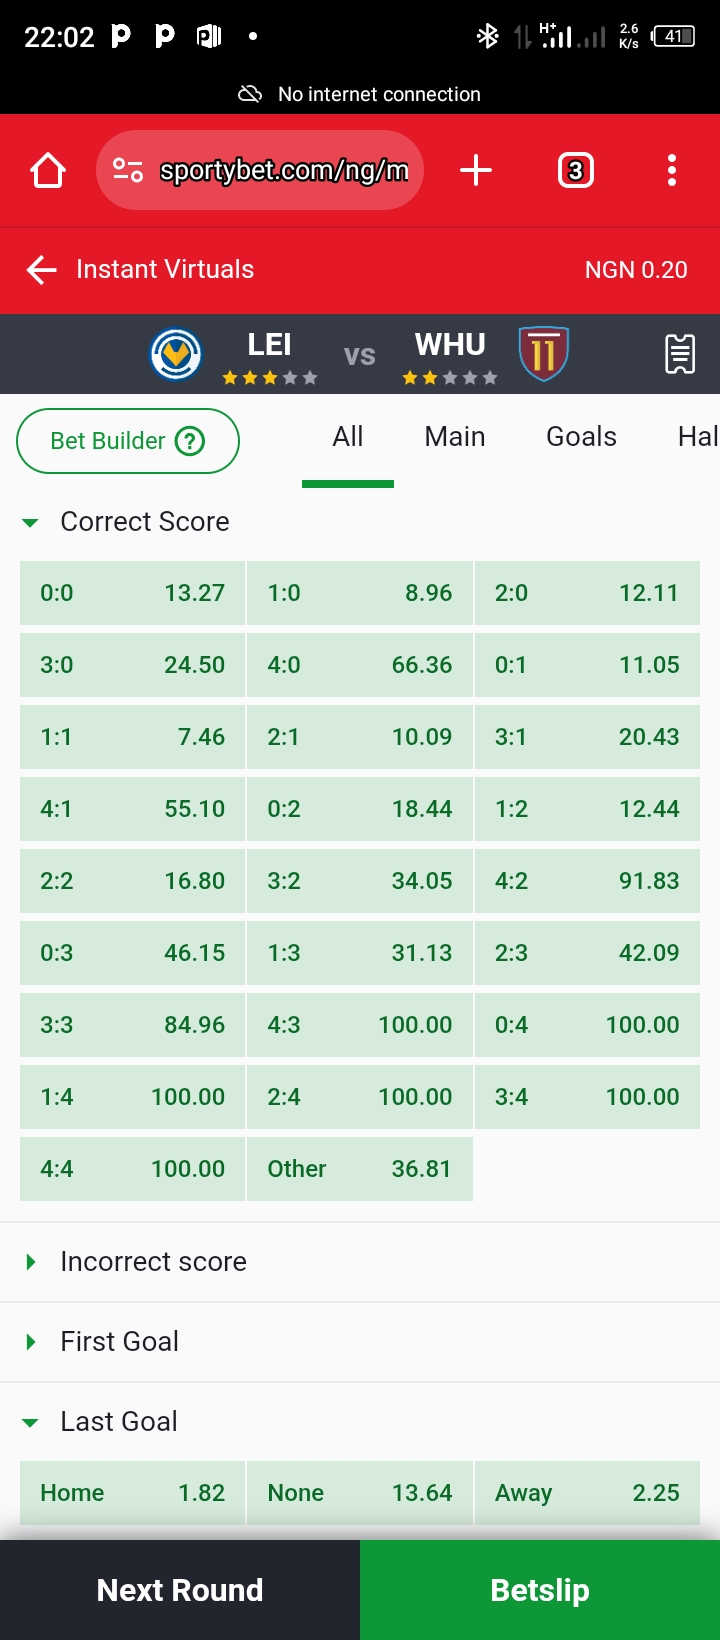 22:02
H+ 2.6 K/s 41
No internet connection
sportybet.com/ng/m 3
Instant Virtuals NGN 0.20
LEI vs WHU 11
Bet Builder ? All Main Goals Hal
Correct Score
0:0 13.27 1:0 8.96 2:0 12.11
3:0 24.50 4:0 66.36 0:1 11.05
1:1 7.46 2:1 10.09 3:1 20.43
4:1 55.10 0:2 18.44 1:2 12.44
2:2 16.80 3:2 34.05 4:2 91.83
0:3 46.15 1:3 31.13 2:3 42.09
3:3 84.96 4:3 100.00 0:4 100.00
1:4 100.00 2:4 100.00 3:4 100.00
4:4 100.00 Other 36.81
Incorrect score
First Goal
Last Goal
Home 1.82 None 13.64 Away 2.25
Next Round Betslip